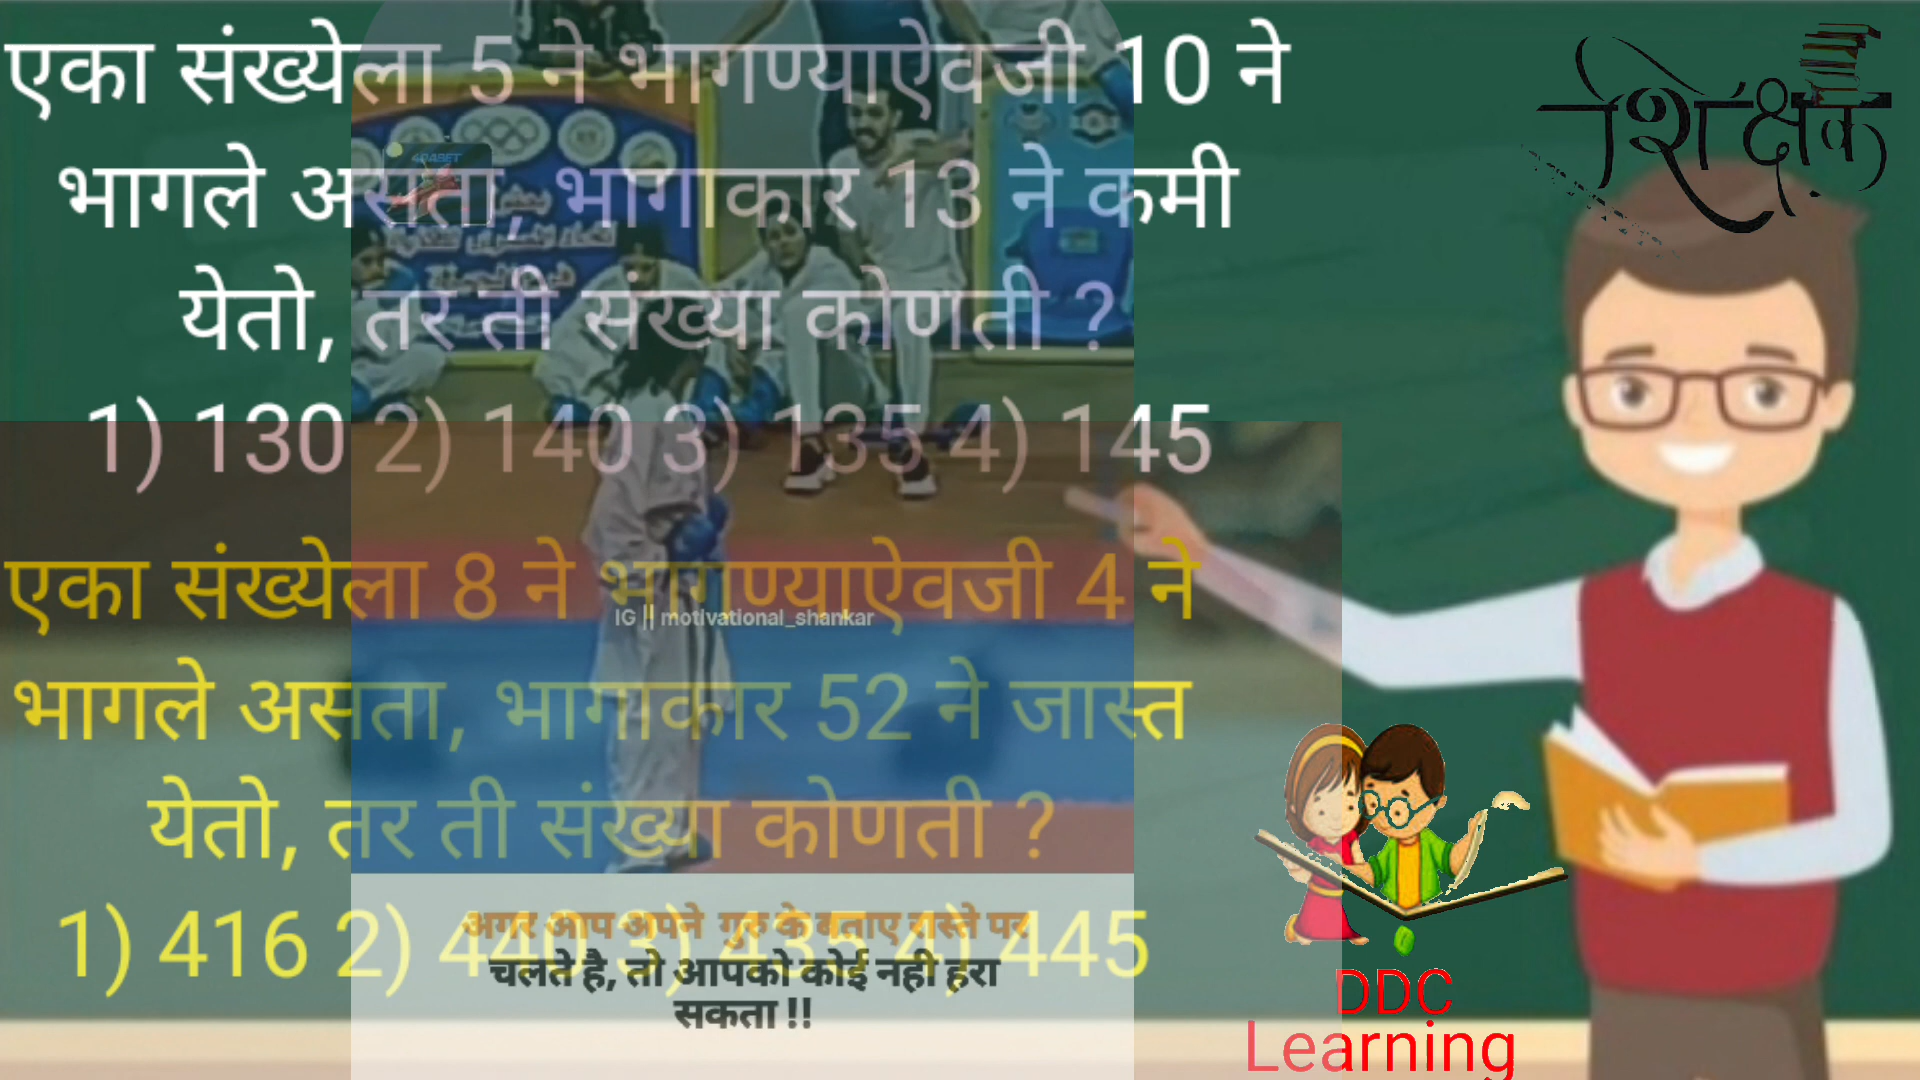 एका संख्येला 5 ने भागण्याऐवजी 10 ने
भागले असता, भागाकार 13 ने कमी
येतो, तर ती संख्या कोणती ?
1) 130 2) 140 3) 135 4) 145
एका संख्येला 8 ने भागण्याऐवजी 4 ने
भागले असता, भागाकार 52 ने जास्त
येतो, तर ती संख्या कोणती ?
1) 416 2) 440 3) 435 4) 445
शिक्षक
4RABET
IG || motivational_shankar
अगर आप अपने गुरु के बताए रास्ते पर
चलते है, तो आपको कोई नही हरा
सकता !!
DDC
Learning